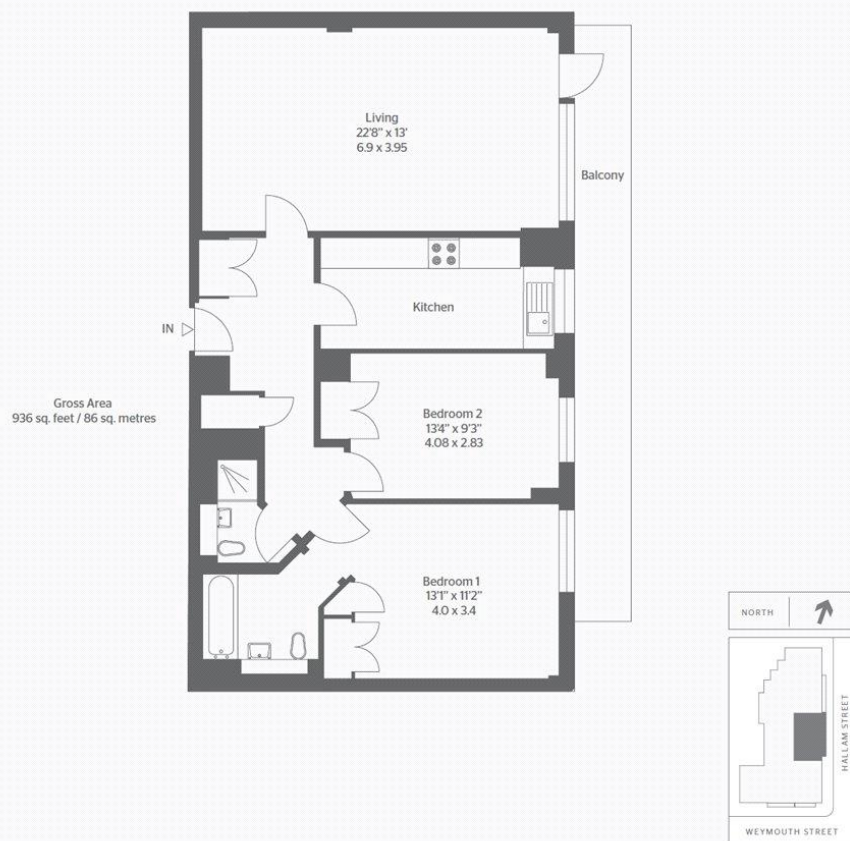 Living
22'8" x 13'
6.9 x 3.95
Balcony
Kitchen
IN
Gross Area
936 sq. feet / 86 sq. metres
Bedroom 2
13'4" x 9'3"
4.08 x 2.83
Bedroom 1
13'1" x 11'2"
4.0 x 3.4
NORTH
HALLAM STREET
WEYMOUTH STREET